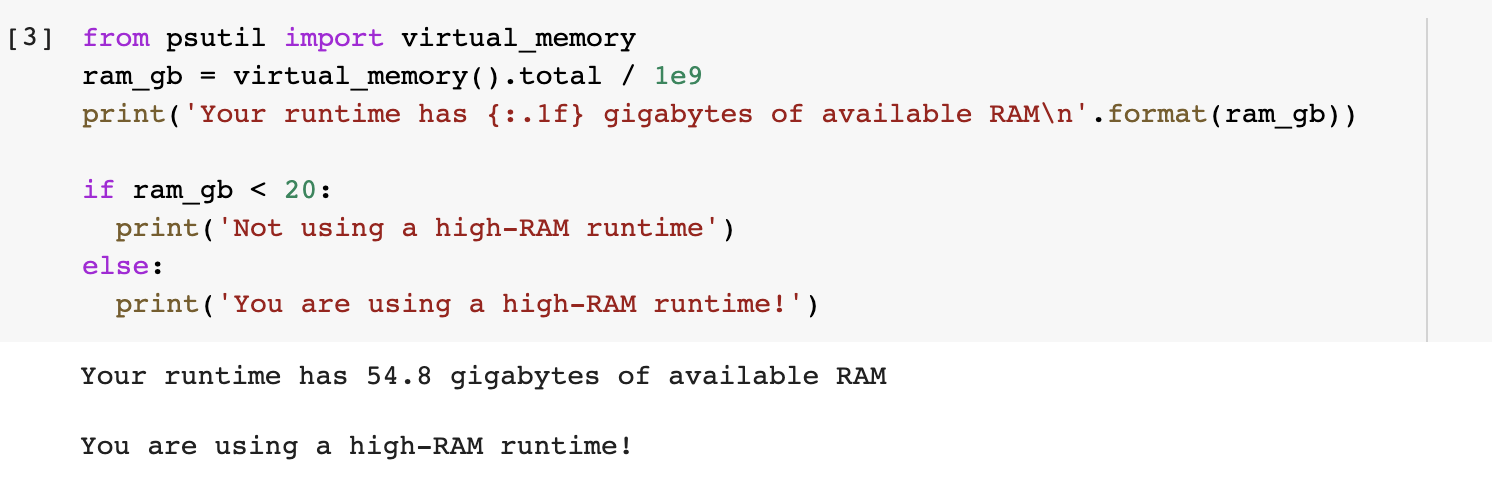 [3] from psutil import virtual_memory
ram_gb = virtual_memory().total / 1e9
print('Your runtime has {:.1f} gigabytes of available RAM\n'.format(ram_gb))
if ram_gb < 20:
  print('Not using a high-RAM runtime')
else:
  print('You are using a high-RAM runtime!')
Your runtime has 54.8 gigabytes of available RAM
You are using a high-RAM runtime!